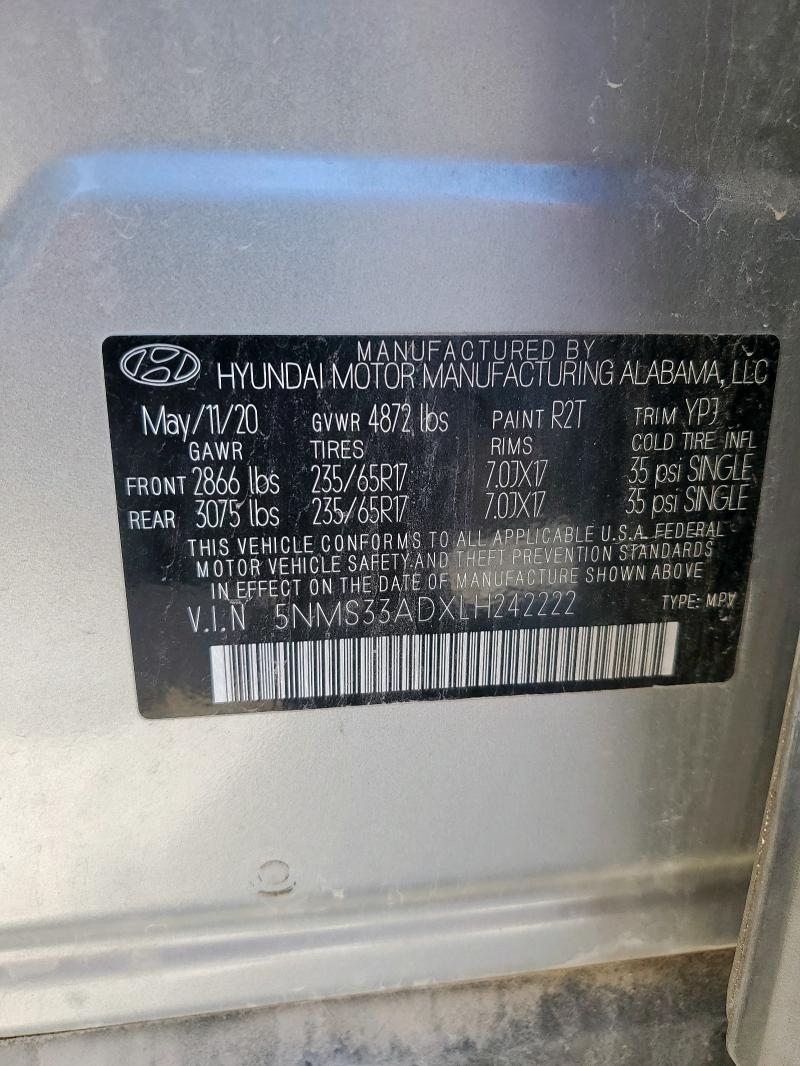 MANUFACTURED BY
HYUNDAI MOTOR MANUFACTURING ALABAMA, LLC
May/11/20 GVWR 4872 lbs PAINT R2T TRIM YPJ
GAWR TIRES RIMS COLD TIRE INFL
FRONT 2866 lbs 235/65R17 7.0JX17 35 psi SINGLE
REAR 3075 lbs 235/65R17 7.0JX17 35 psi SINGLE
THIS VEHICLE CONFORMS TO ALL APPLICABLE U.S.A. FEDERAL
MOTOR VEHICLE SAFETY AND THEFT PREVENTION STANDARDS
IN EFFECT ON THE DATE OF MANUFACTURE SHOWN ABOVE
V.I.N 5NMS33ADXLH242222 TYPE: MPV